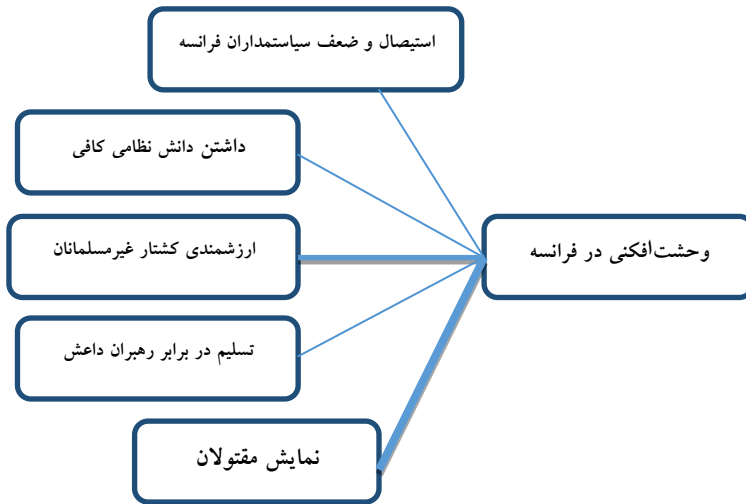 استیصال و ضعف سیاستمداران فرانسه
داشتن دانش نظامی کافی
ارزشمندی کشتار غیرمسلمانان
وحشت‌افکنی در فرانسه
تسلیم در برابر رهبران داعش
نمایش مقتولان